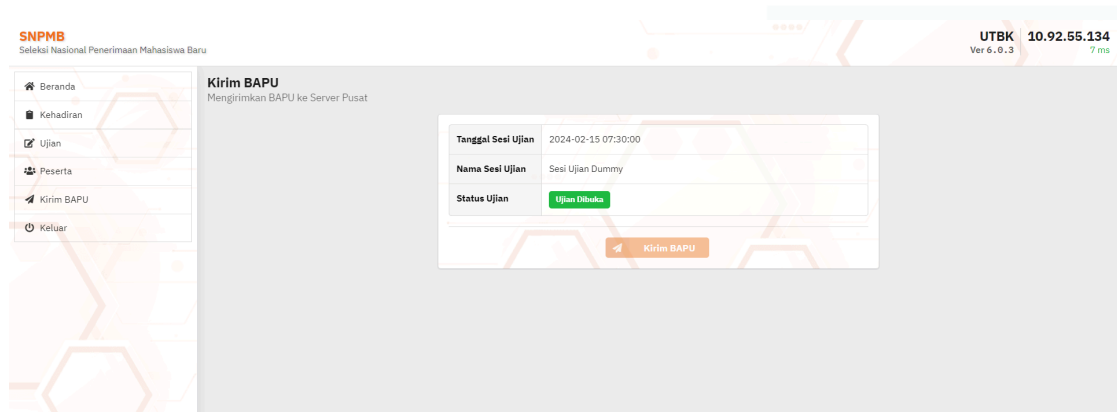 SNPMB
Seleksi Nasional Penerimaan Mahasiswa Baru
UTBK 10.92.55.134
Ver 6.0.3 7 ms
Beranda
Kehadiran
Ujian
Peserta
Kirim BAPU
Keluar
Kirim BAPU
Mengirimkan BAPU ke Server Pusat
Tanggal Sesi Ujian 2024-02-15 07:30:00
Nama Sesi Ujian Sesi Ujian Dummy
Status Ujian Ujian Dibuka
Kirim BAPU